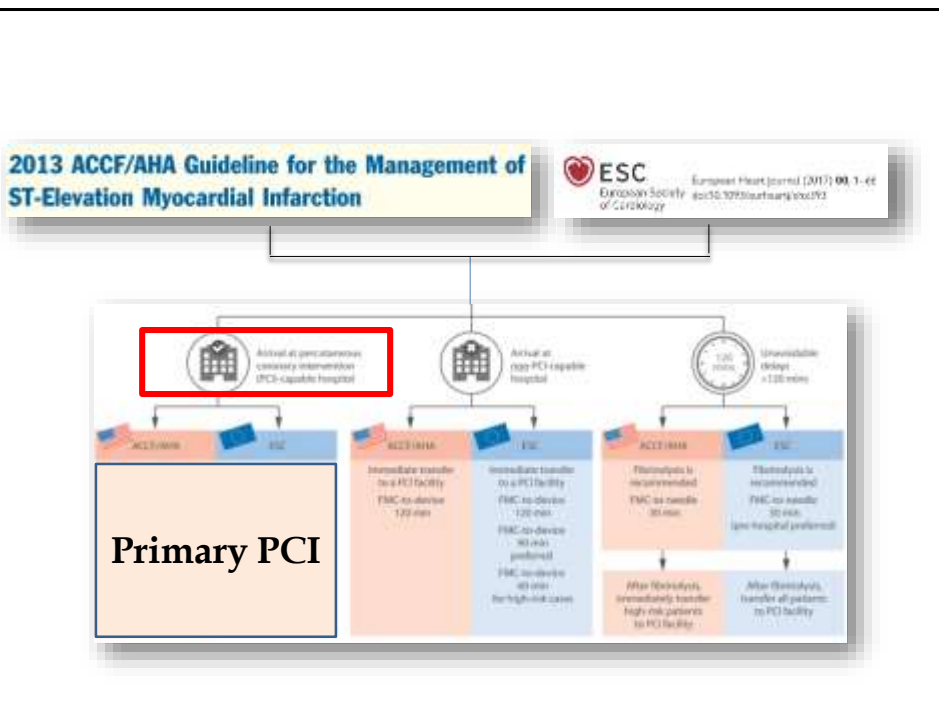 2013 ACCF/AHA Guideline for the Management of
ST-Elevation Myocardial Infarction
ESC
European Society
of Cardiology
European Heart Journal (2017) 00, 1-
Arrival at percutaneous
coronary intervention
(PCI)-capable hospital
Arrival at
PCI-capable
hospital
120
mins
Unavoidable
delays
>120 mins
ACCF/AHA
ESC
ACCF/AHA
ESC
ACCF/AHA
ESC
Primary PCI
Immediate transfer
to a PCI facility
FMC-to-device
120 min
Immediate transfer
to a PCI facility
FMC-to-device
120 min
FMC-to-device
90 min
preferred
FMC-to-device
60 min
for high-risk cases
Fibrinolysis is
recommended
FMC-to-needle
30 min
Fibrinolysis is
recommended
FMC-to-needle
30 min
(pre-hospital preferred)
After fibrinolysis,
immediately transfer
high-risk patients
to PCI facility
After fibrinolysis,
transfer all patients
to PCI facility